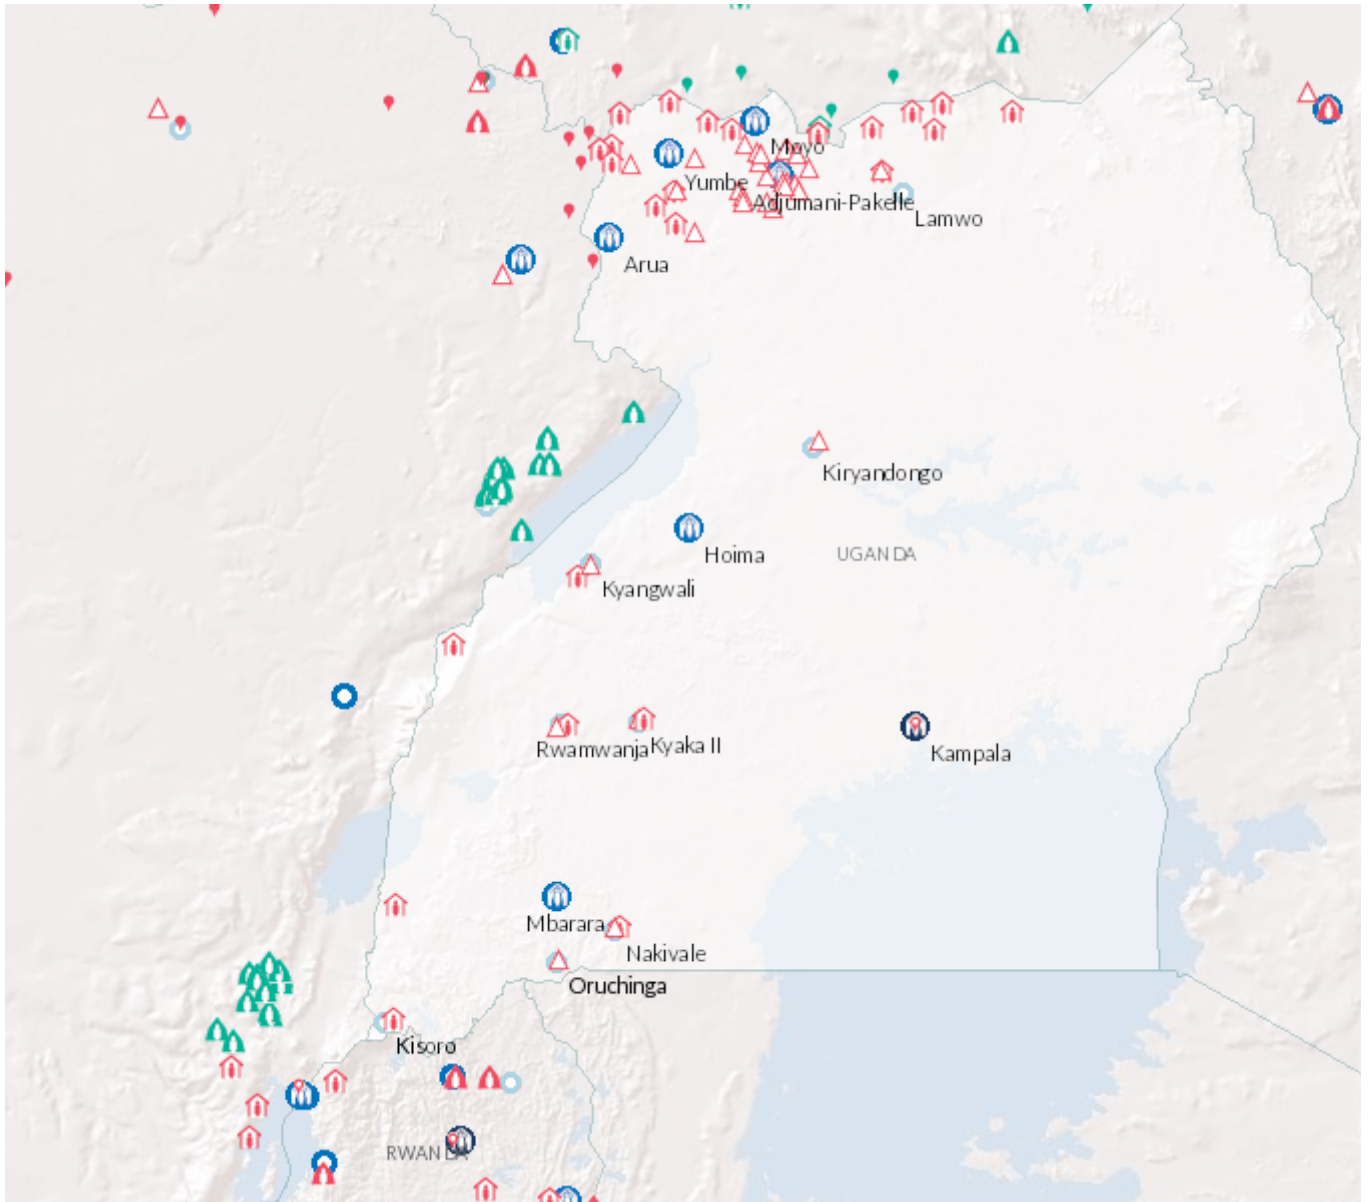 Moyo
Yumbe
Adjumani-Pakelle
Lamwo
Arua
Kiryandongo
Hoima
UGANDA
Kyangwali
Rwamwanja
Kyaka II
Kampala
Mbarara
Nakivale
Oruchinga
Kisoro
RWANDA